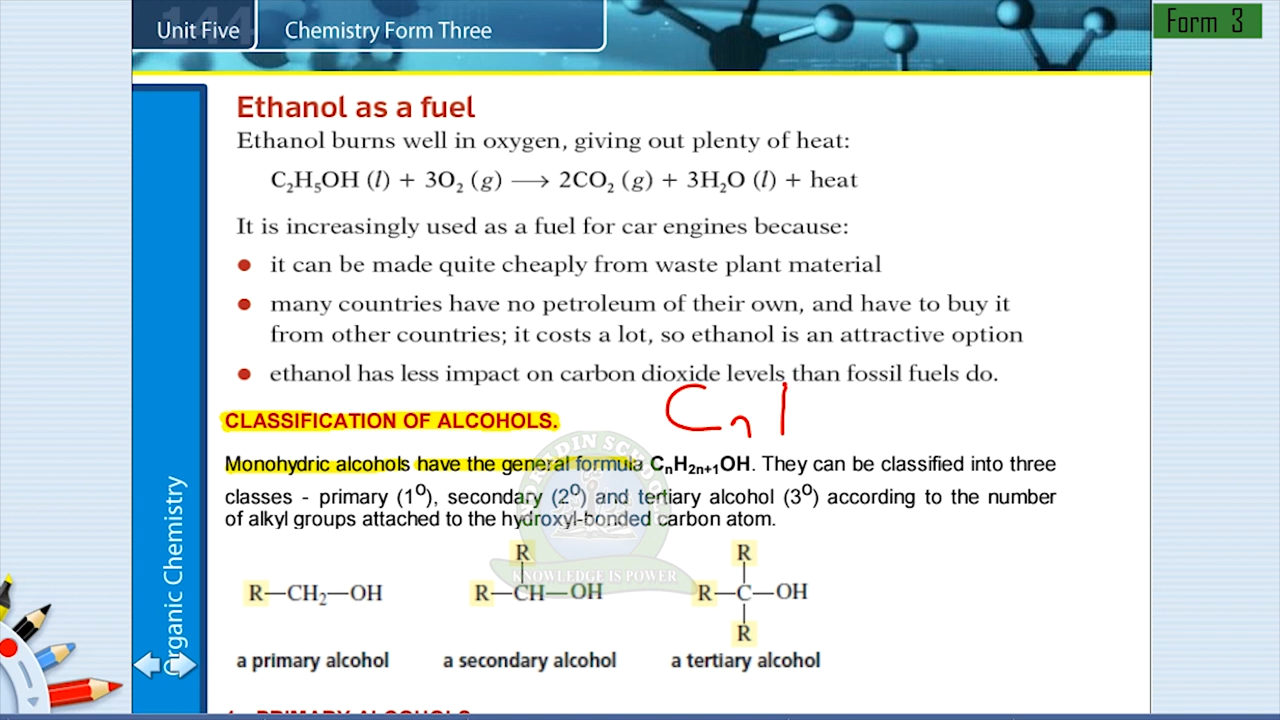 Unit Five
Chemistry Form Three
Form 3
Ethanol as a fuel
Ethanol burns well in oxygen, giving out plenty of heat:
C₂H₅OH (l) + 3O₂ (g) ⟶ 2CO₂ (g) + 3H₂O (l) + heat
It is increasingly used as a fuel for car engines because:
● it can be made quite cheaply from waste plant material
● many countries have no petroleum of their own, and have to buy it
from other countries; it costs a lot, so ethanol is an attractive option
● ethanol has less impact on carbon dioxide levels than fossil fuels do.
CLASSIFICATION OF ALCOHOLS.
Cₙ
Monohydric alcohols have the general formula CₙH₂ₙ₊₁OH. They can be classified into three
classes - primary (1⁰), secondary (2⁰) and tertiary alcohol (3⁰) according to the number
of alkyl groups attached to the hydroxyl-bonded carbon atom.
R R
KNOWLEDGE IS POWER
R—CH₂—OH R—CH—OH R—C—OH
R
a primary alcohol a secondary alcohol a tertiary alcohol
Organic Chemistry
1. PRIMARY ALCOHOLS